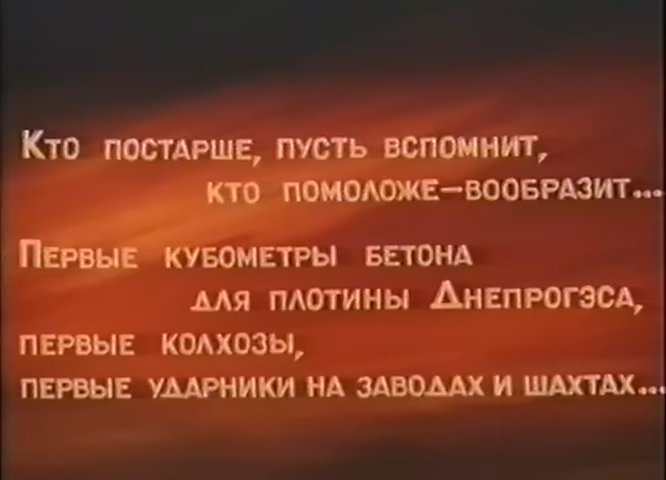 Кто постарше, пусть вспомнит,
кто помоложе—вообразит...
Первые кубометры бетона
для плотины Днепрогэса,
первые колхозы,
первые ударники на заводах и шахтах...